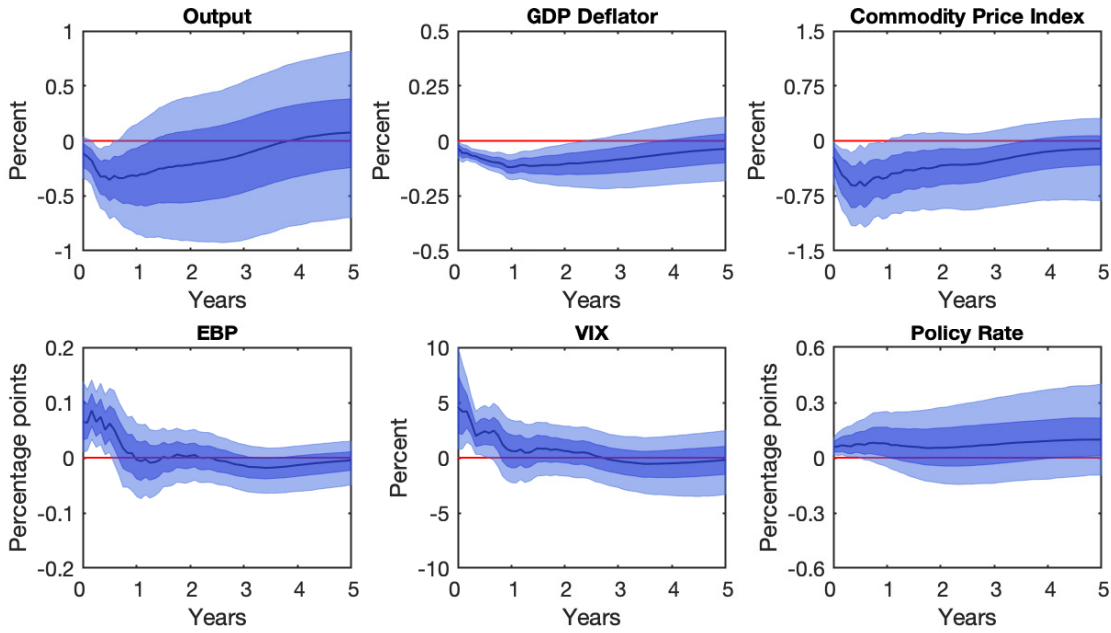 Output
1
0.5
0
-0.5
-1
Percent
0 1 2 3 4 5
Years
GDP Deflator
0.5
0.25
0
-0.25
-0.5
Percent
0 1 2 3 4 5
Years
Commodity Price Index
1.5
0.75
0
-0.75
-1.5
Percent
0 1 2 3 4 5
Years
EBP
0.2
0.1
0
-0.1
-0.2
Percentage points
0 1 2 3 4 5
Years
VIX
10
5
0
-5
-10
Percent
0 1 2 3 4 5
Years
Policy Rate
0.6
0.3
0
-0.3
-0.6
Percentage points
0 1 2 3 4 5
Years